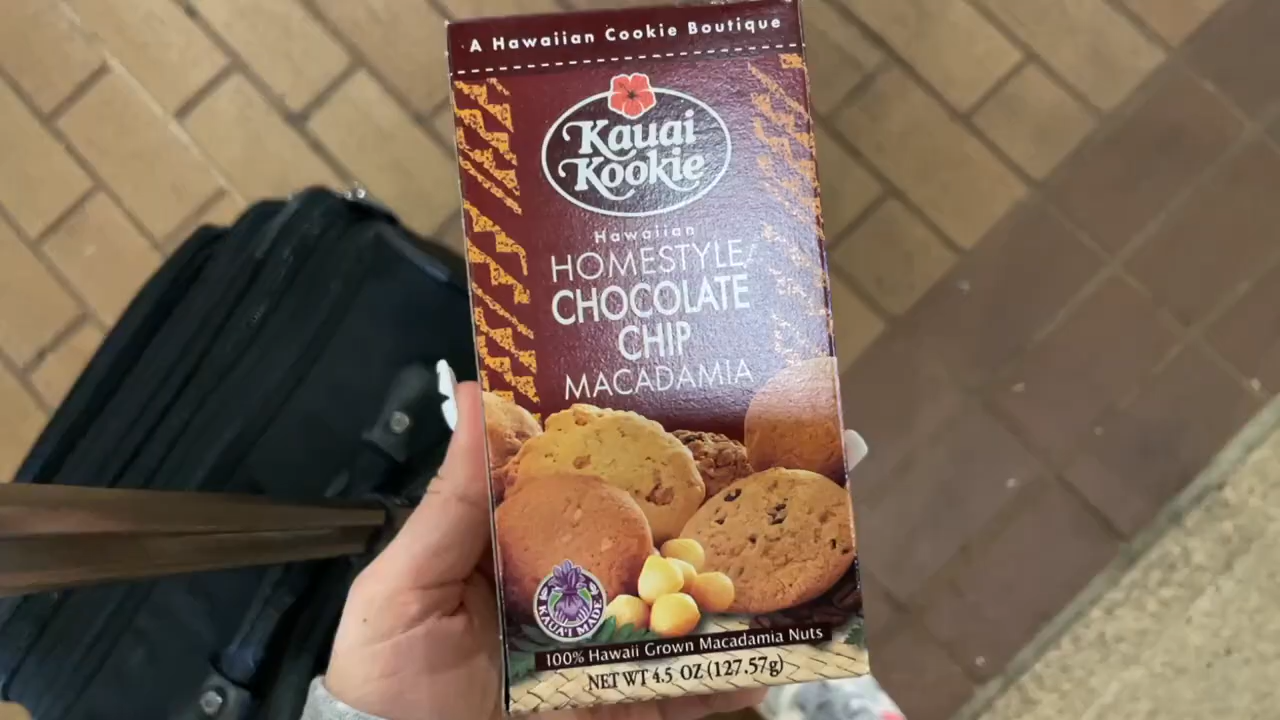 A Hawaiian Cookie Boutique
Kauai
Kookie
Hawaiian
HOMESTYLE/
CHOCOLATE
CHIP
MACADAMIA
KAUA'I MADE
100% Hawaii Grown Macadamia Nuts
NET WT 4.5 OZ (127.57g)